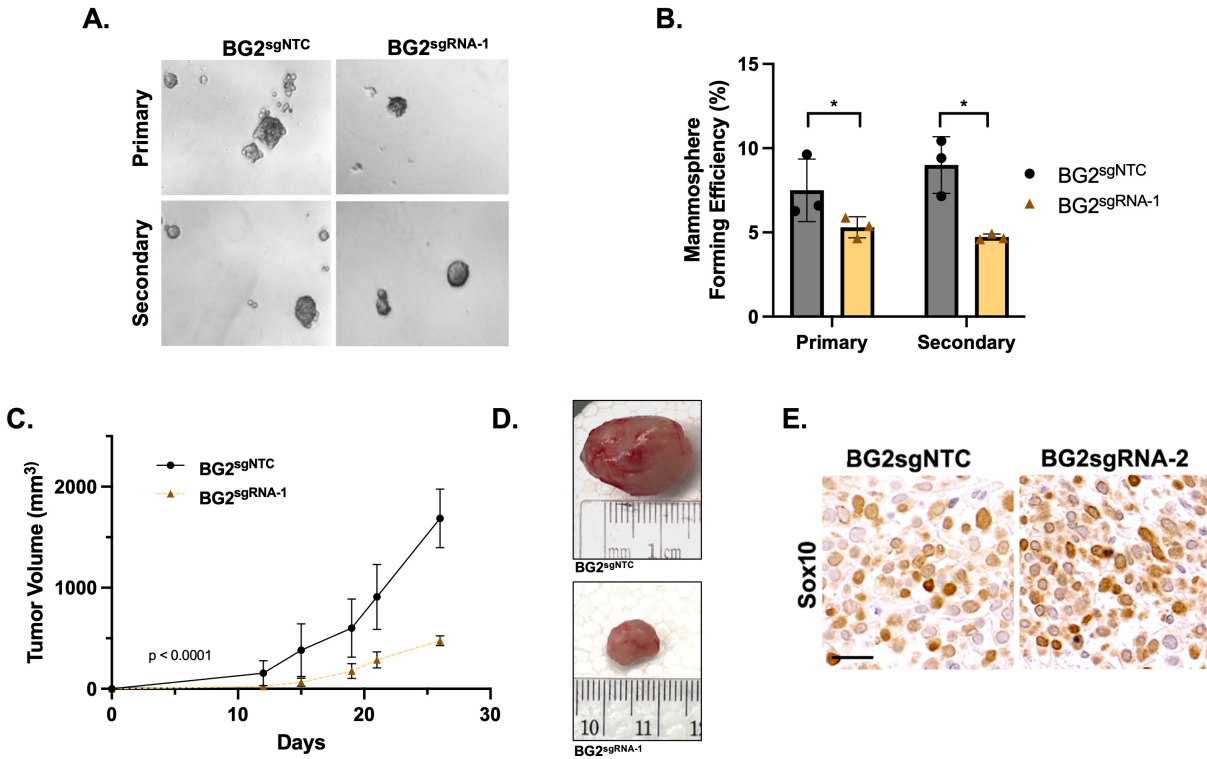 A.
BG2sgNTC
BG2sgRNA-1
Primary
Secondary
B.
Mammosphere
Forming Efficiency (%)
15
10
5
0
*
*
Primary
Secondary
BG2sgNTC
BG2sgRNA-1
C.
Tumor Volume (mm3)
2000
1000
0
BG2sgNTC
BG2sgRNA-1
p < 0.0001
0
10
20
30
Days
D.
mm 1 cm
BG2sgNTC
10 11 12
BG2sgRNA-1
E.
BG2sgNTC
BG2sgRNA-2
Sox10